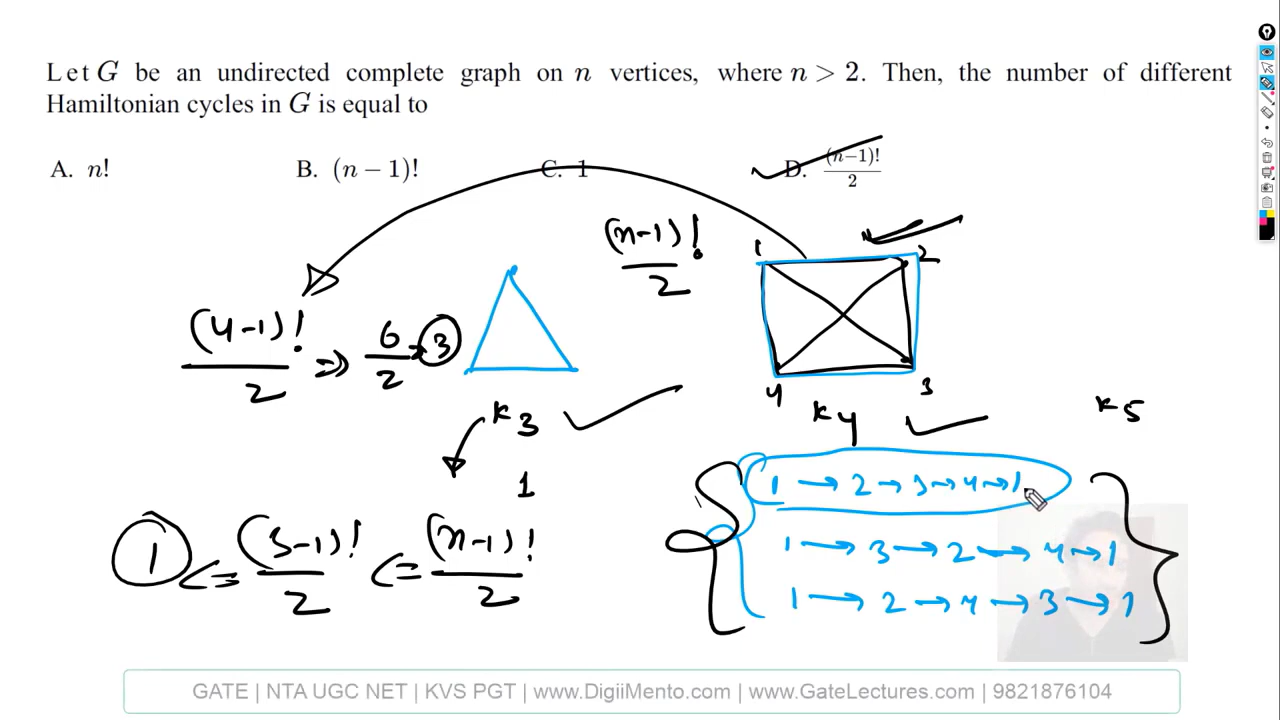 Let G be an undirected complete graph on n vertices, where n > 2. Then, the number of different
Hamiltonian cycles in G is equal to
A. n! B. (n − 1)! C. 1 D. (n−1)!/2
(n-1)!/2
1 2
4 3
(4-1)!/2 => 6/2 → 3
K3
K4
K5
1
1 <= (3-1)!/2 <= (n-1)!/2
1 → 2 → 3 → 4 → 1
1 → 3 → 2 → 4 → 1
1 → 2 → 4 → 3 → 1
GATE | NTA UGC NET | KVS PGT | www.DigiiMento.com | www.GateLectures.com | 9821876104